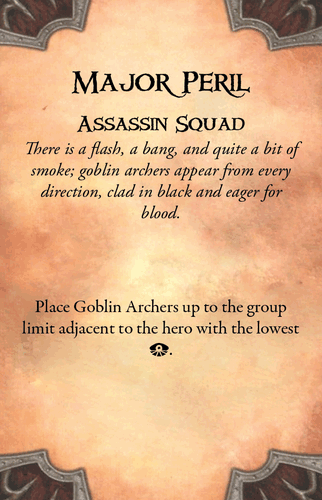 Major Peril
Assassin Squad
There is a flash, a bang, and quite a bit of
smoke; goblin archers appear from every
direction, clad in black and eager for
blood.
Place Goblin Archers up to the group
limit adjacent to the hero with the lowest
.